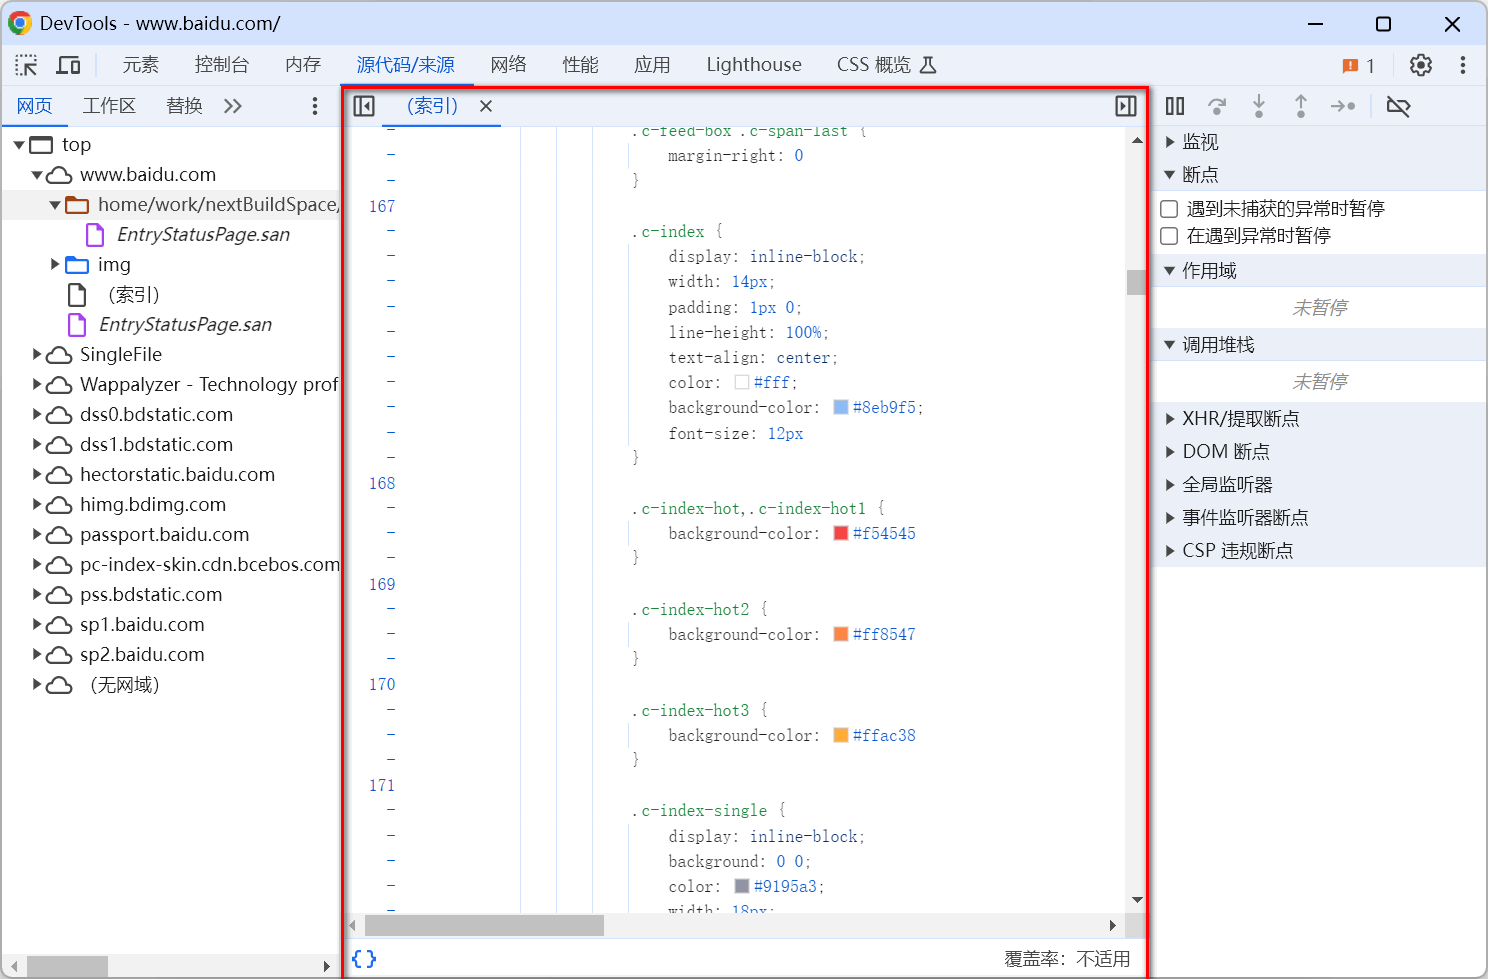 DevTools - www.baidu.com/
元素 控制台 内存 源代码/来源 网络 性能 应用 Lighthouse CSS 概览 1
网页 工作区 替换
top
www.baidu.com
home/work/nextBuildSpace/
EntryStatusPage.san
img
（索引）
EntryStatusPage.san
SingleFile
Wappalyzer - Technology prof
dss0.bdstatic.com
dss1.bdstatic.com
hectorstatic.baidu.com
himg.bdimg.com
passport.baidu.com
pc-index-skin.cdn.bcebos.com
pss.bdstatic.com
sp1.baidu.com
sp2.baidu.com
（无网域）
（索引）
- .c-feed-box .c-span-last {
- margin-right: 0
- }
167
- .c-index {
- display: inline-block;
- width: 14px;
- padding: 1px 0;
- line-height: 100%;
- text-align: center;
- color: #fff;
- background-color: #8eb9f5;
- font-size: 12px
- }
168
- .c-index-hot,.c-index-hot1 {
- background-color: #f54545
- }
169
- .c-index-hot2 {
- background-color: #ff8547
- }
170
- .c-index-hot3 {
- background-color: #ffac38
- }
171
- .c-index-single {
- display: inline-block;
- background: 0 0;
- color: #9195a3;
- width: 18px;
{} 覆盖率：不适用
监视
断点
遇到未捕获的异常时暂停
在遇到异常时暂停
作用域
未暂停
调用堆栈
未暂停
XHR/提取断点
DOM 断点
全局监听器
事件监听器断点
CSP 违规断点